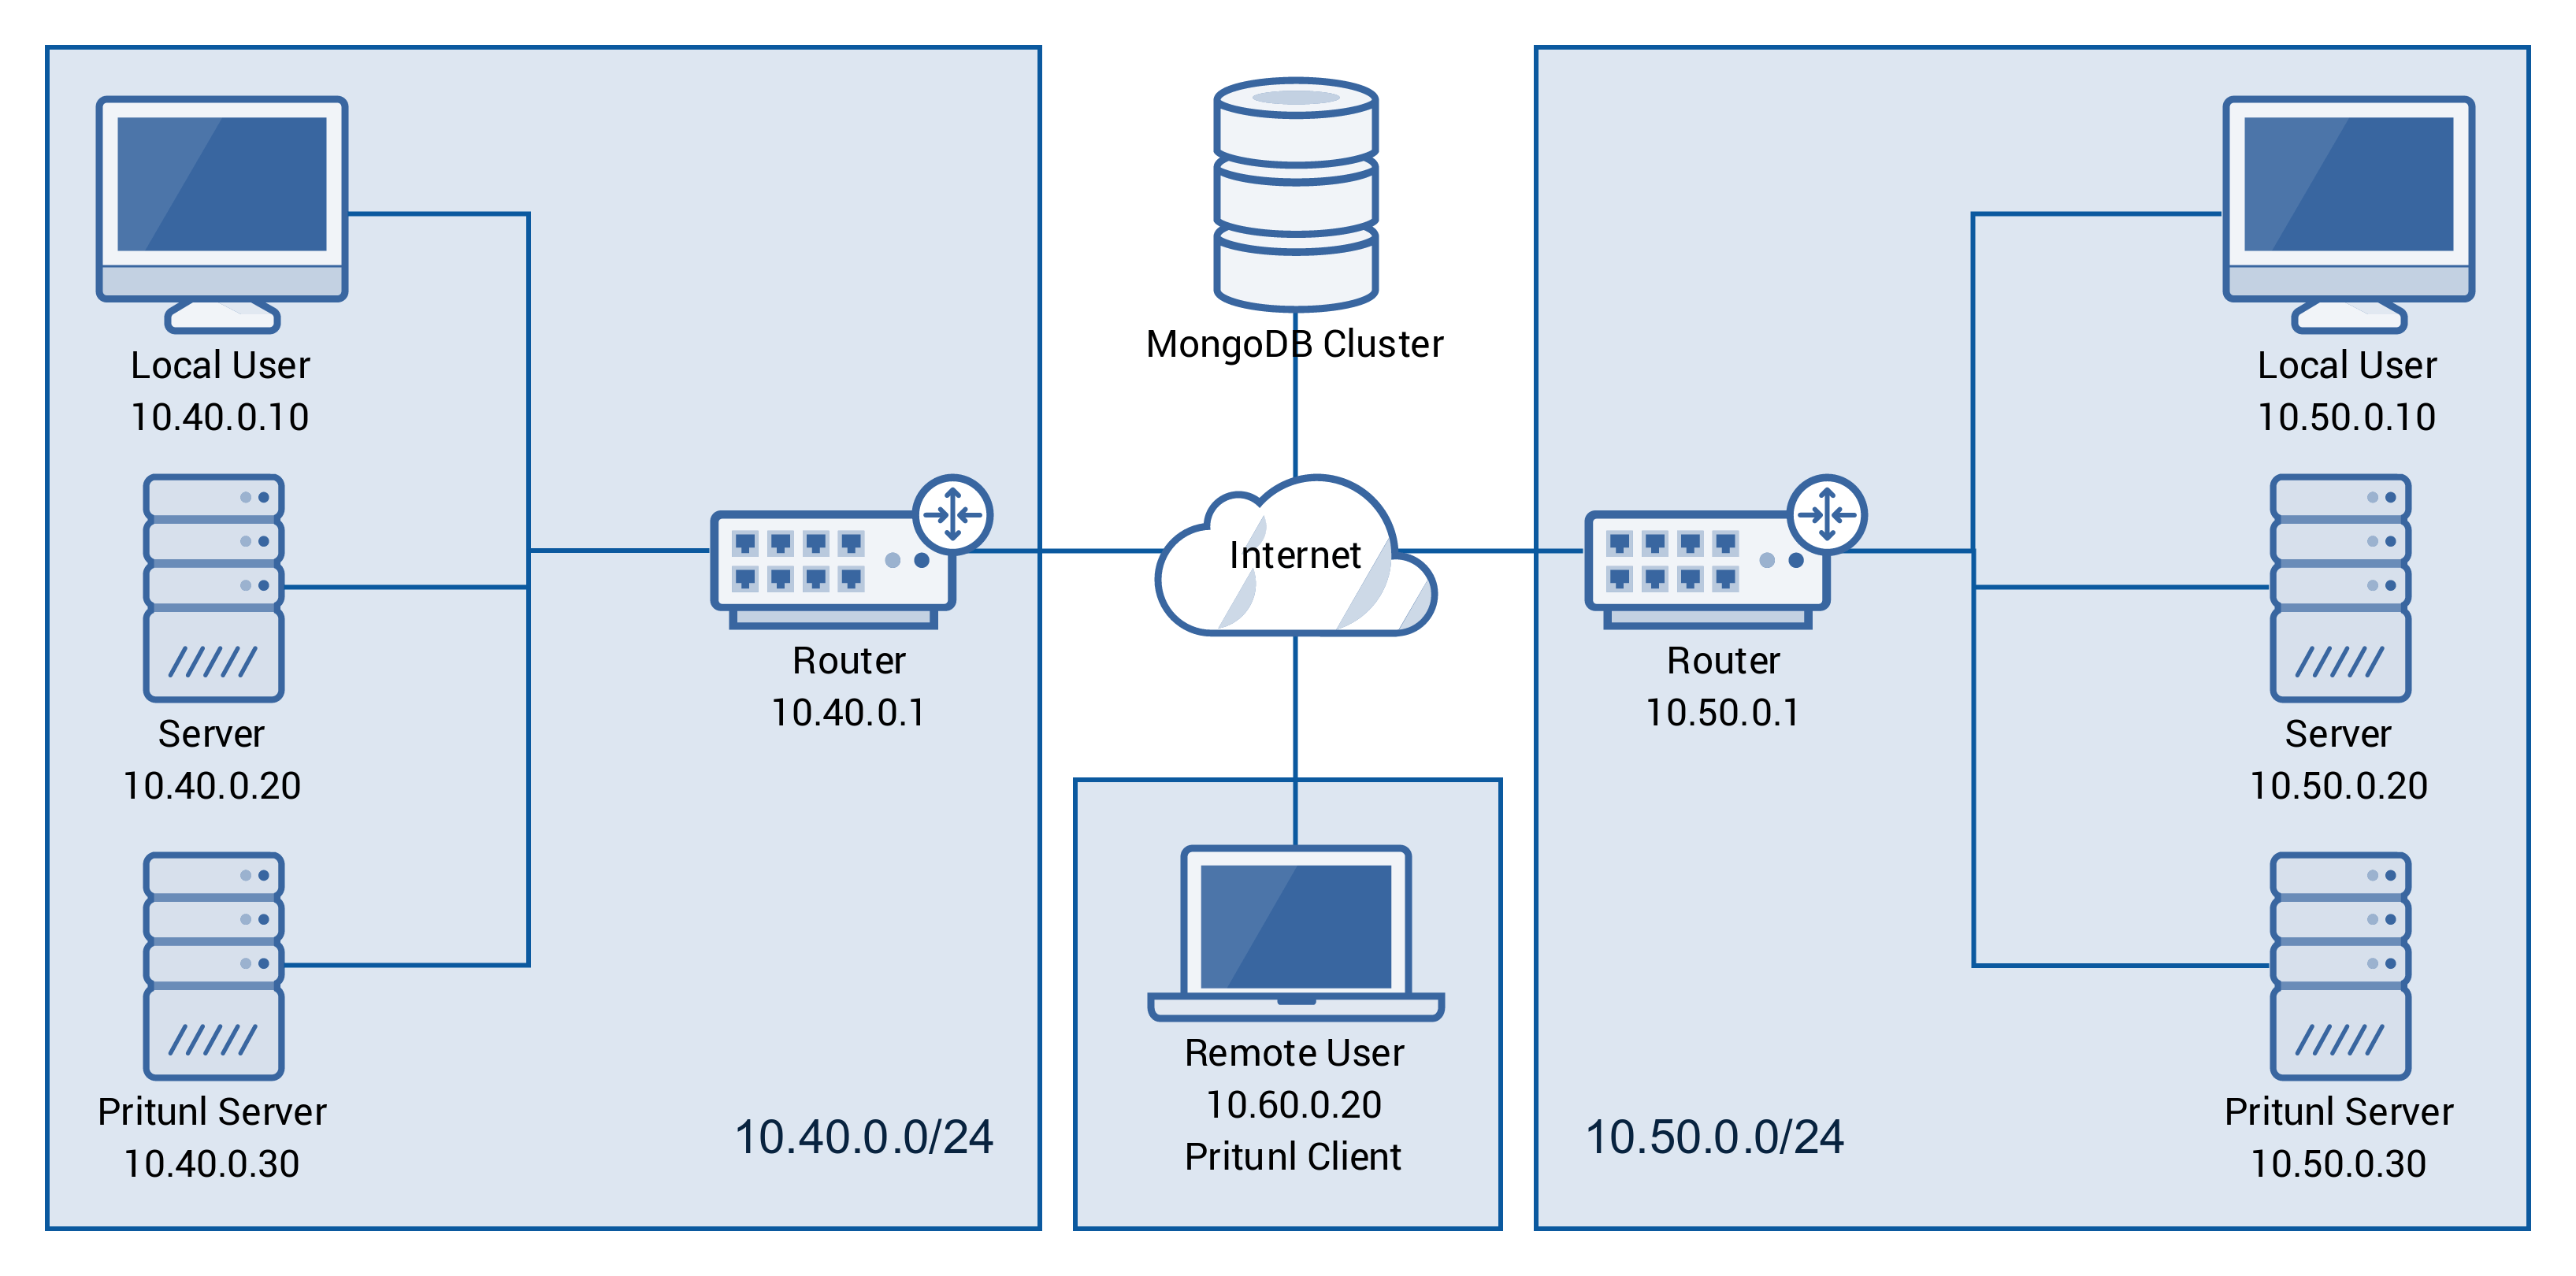 Local User
10.40.0.10
Server
10.40.0.20
Pritunl Server
10.40.0.30
Router
10.40.0.1
10.40.0.0/24
MongoDB Cluster
Internet
Remote User
10.60.0.20
Pritunl Client
Router
10.50.0.1
10.50.0.0/24
Local User
10.50.0.10
Server
10.50.0.20
Pritunl Server
10.50.0.30